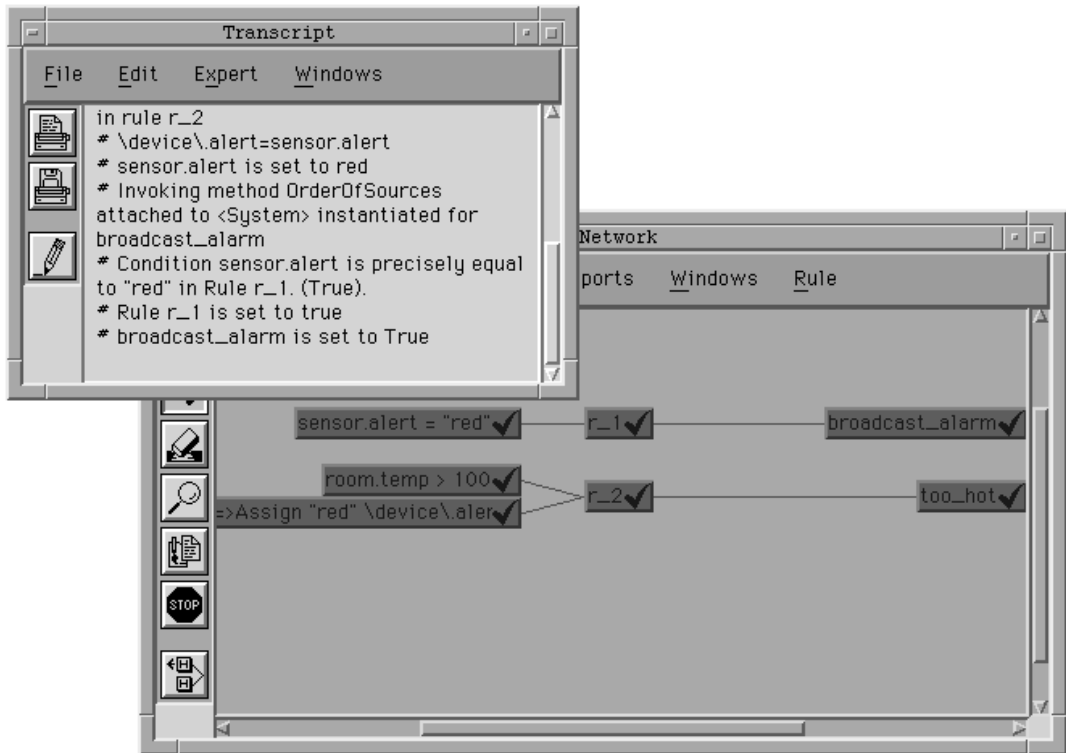 Transcript
File Edit Expert Windows
in rule r_2
# \device\.alert=sensor.alert
# sensor.alert is set to red
# Invoking method OrderOfSources
attached to <System> instantiated for
broadcast_alarm
# Condition sensor.alert is precisely equal
to "red" in Rule r_1. (True).
# Rule r_1 is set to true
# broadcast_alarm is set to True
Network
ports Windows Rule
sensor.alert = "red" r_1 broadcast_alarm
room.temp > 100
r_2 too_hot
=>Assign "red" \device\.aler
STOP
H
H